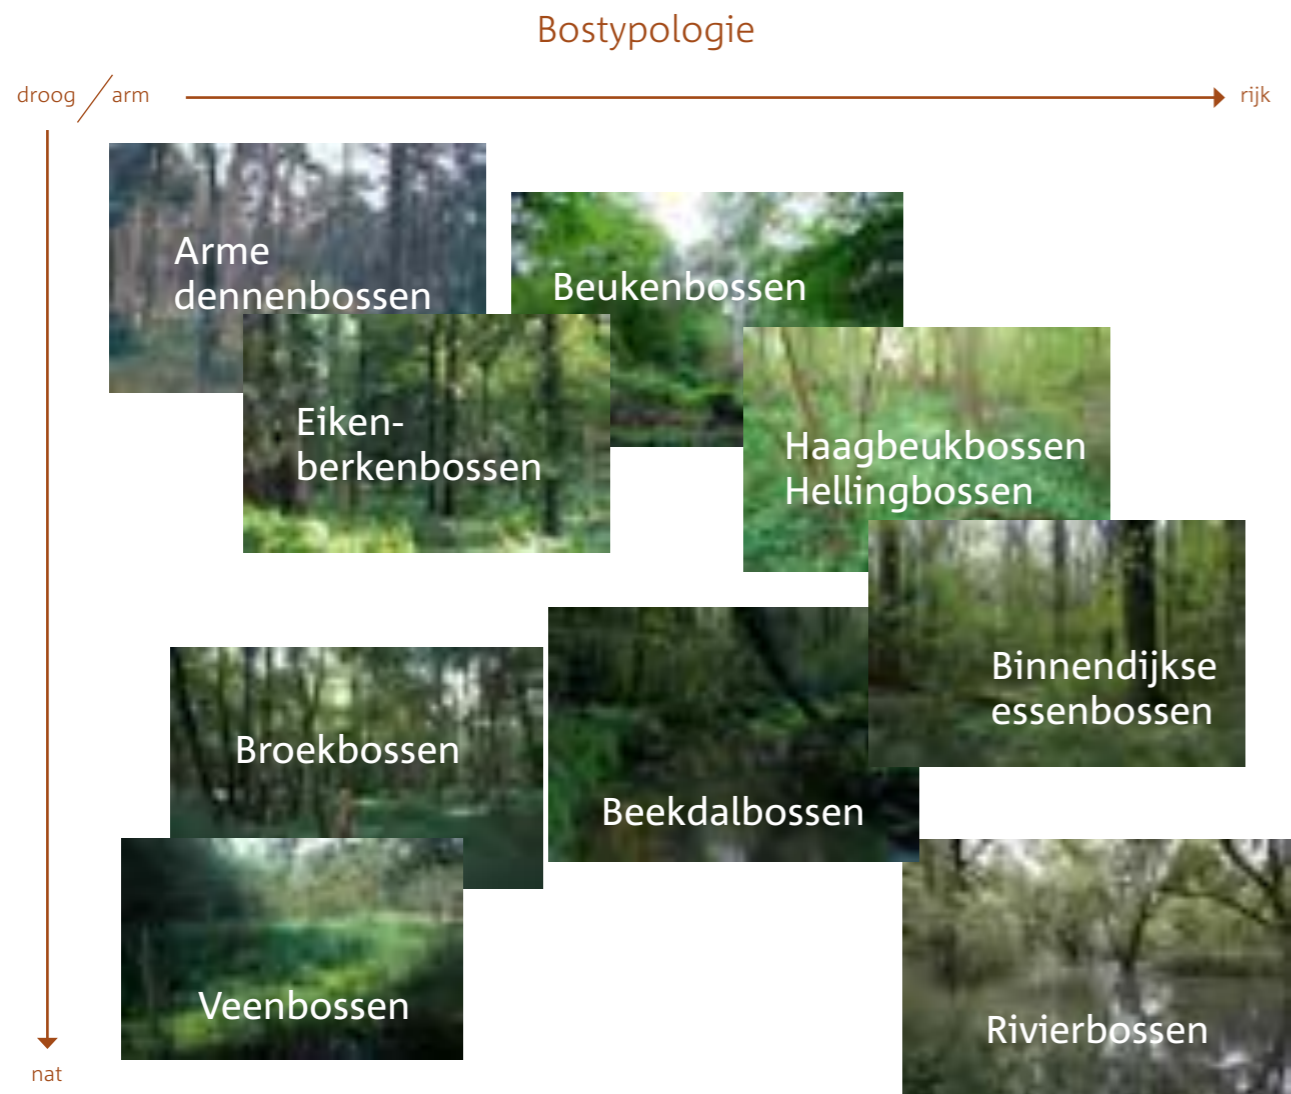 Bostypologie
droog / arm
rijk
Arme
dennenbossen
Beukenbossen
Eiken-
berkenbossen
Haagbeukbossen
Hellingbossen
Binnendijkse
essenbossen
Broekbossen
Beekdalbossen
Veenbossen
Rivierbossen
nat